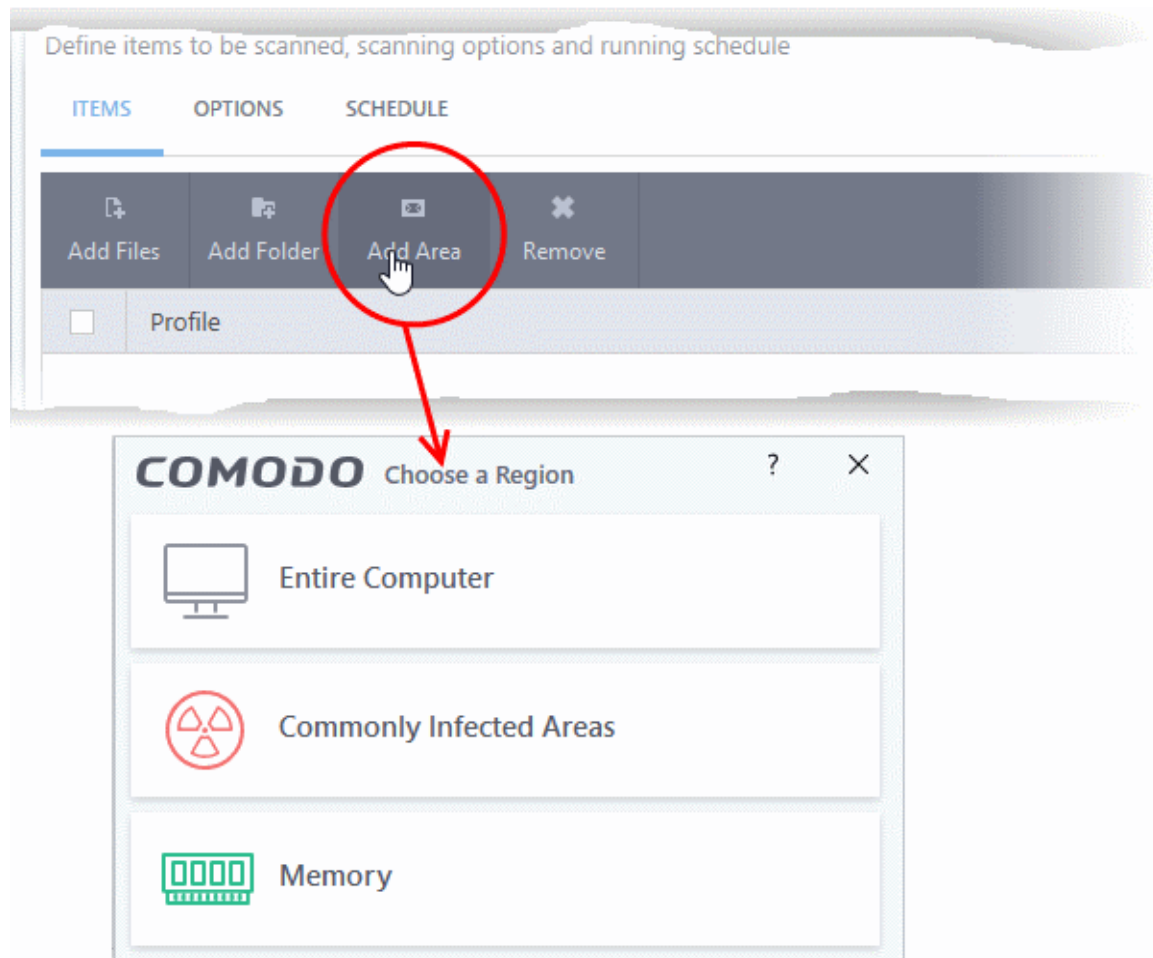 Define items to be scanned, scanning options and running schedule
ITEMS OPTIONS SCHEDULE
Add Files Add Folder Add Area Remove
Profile
COMODO Choose a Region ?
Entire Computer
Commonly Infected Areas
Memory